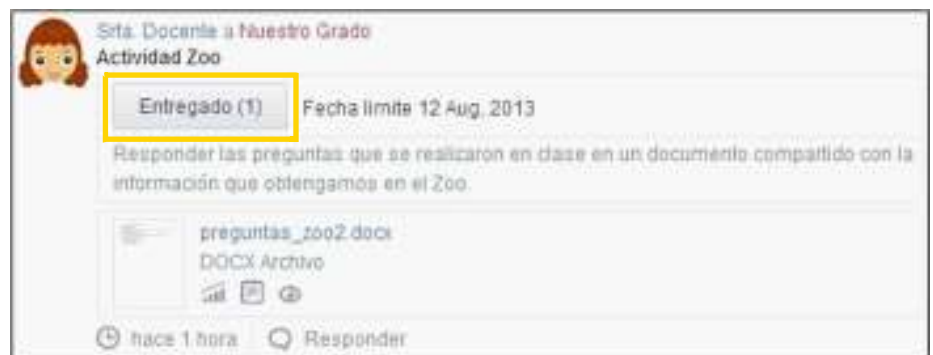 Srta. Docente a Nuestro Grado
Actividad Zoo
Entregado (1) Fecha límite 12 Aug, 2013
Responder las preguntas que se realizaron en clase en un documento compartido con la
información que obtengamos en el Zoo.
preguntas_zoo2.docx
DOCX Archivo
hace 1 hora Responder